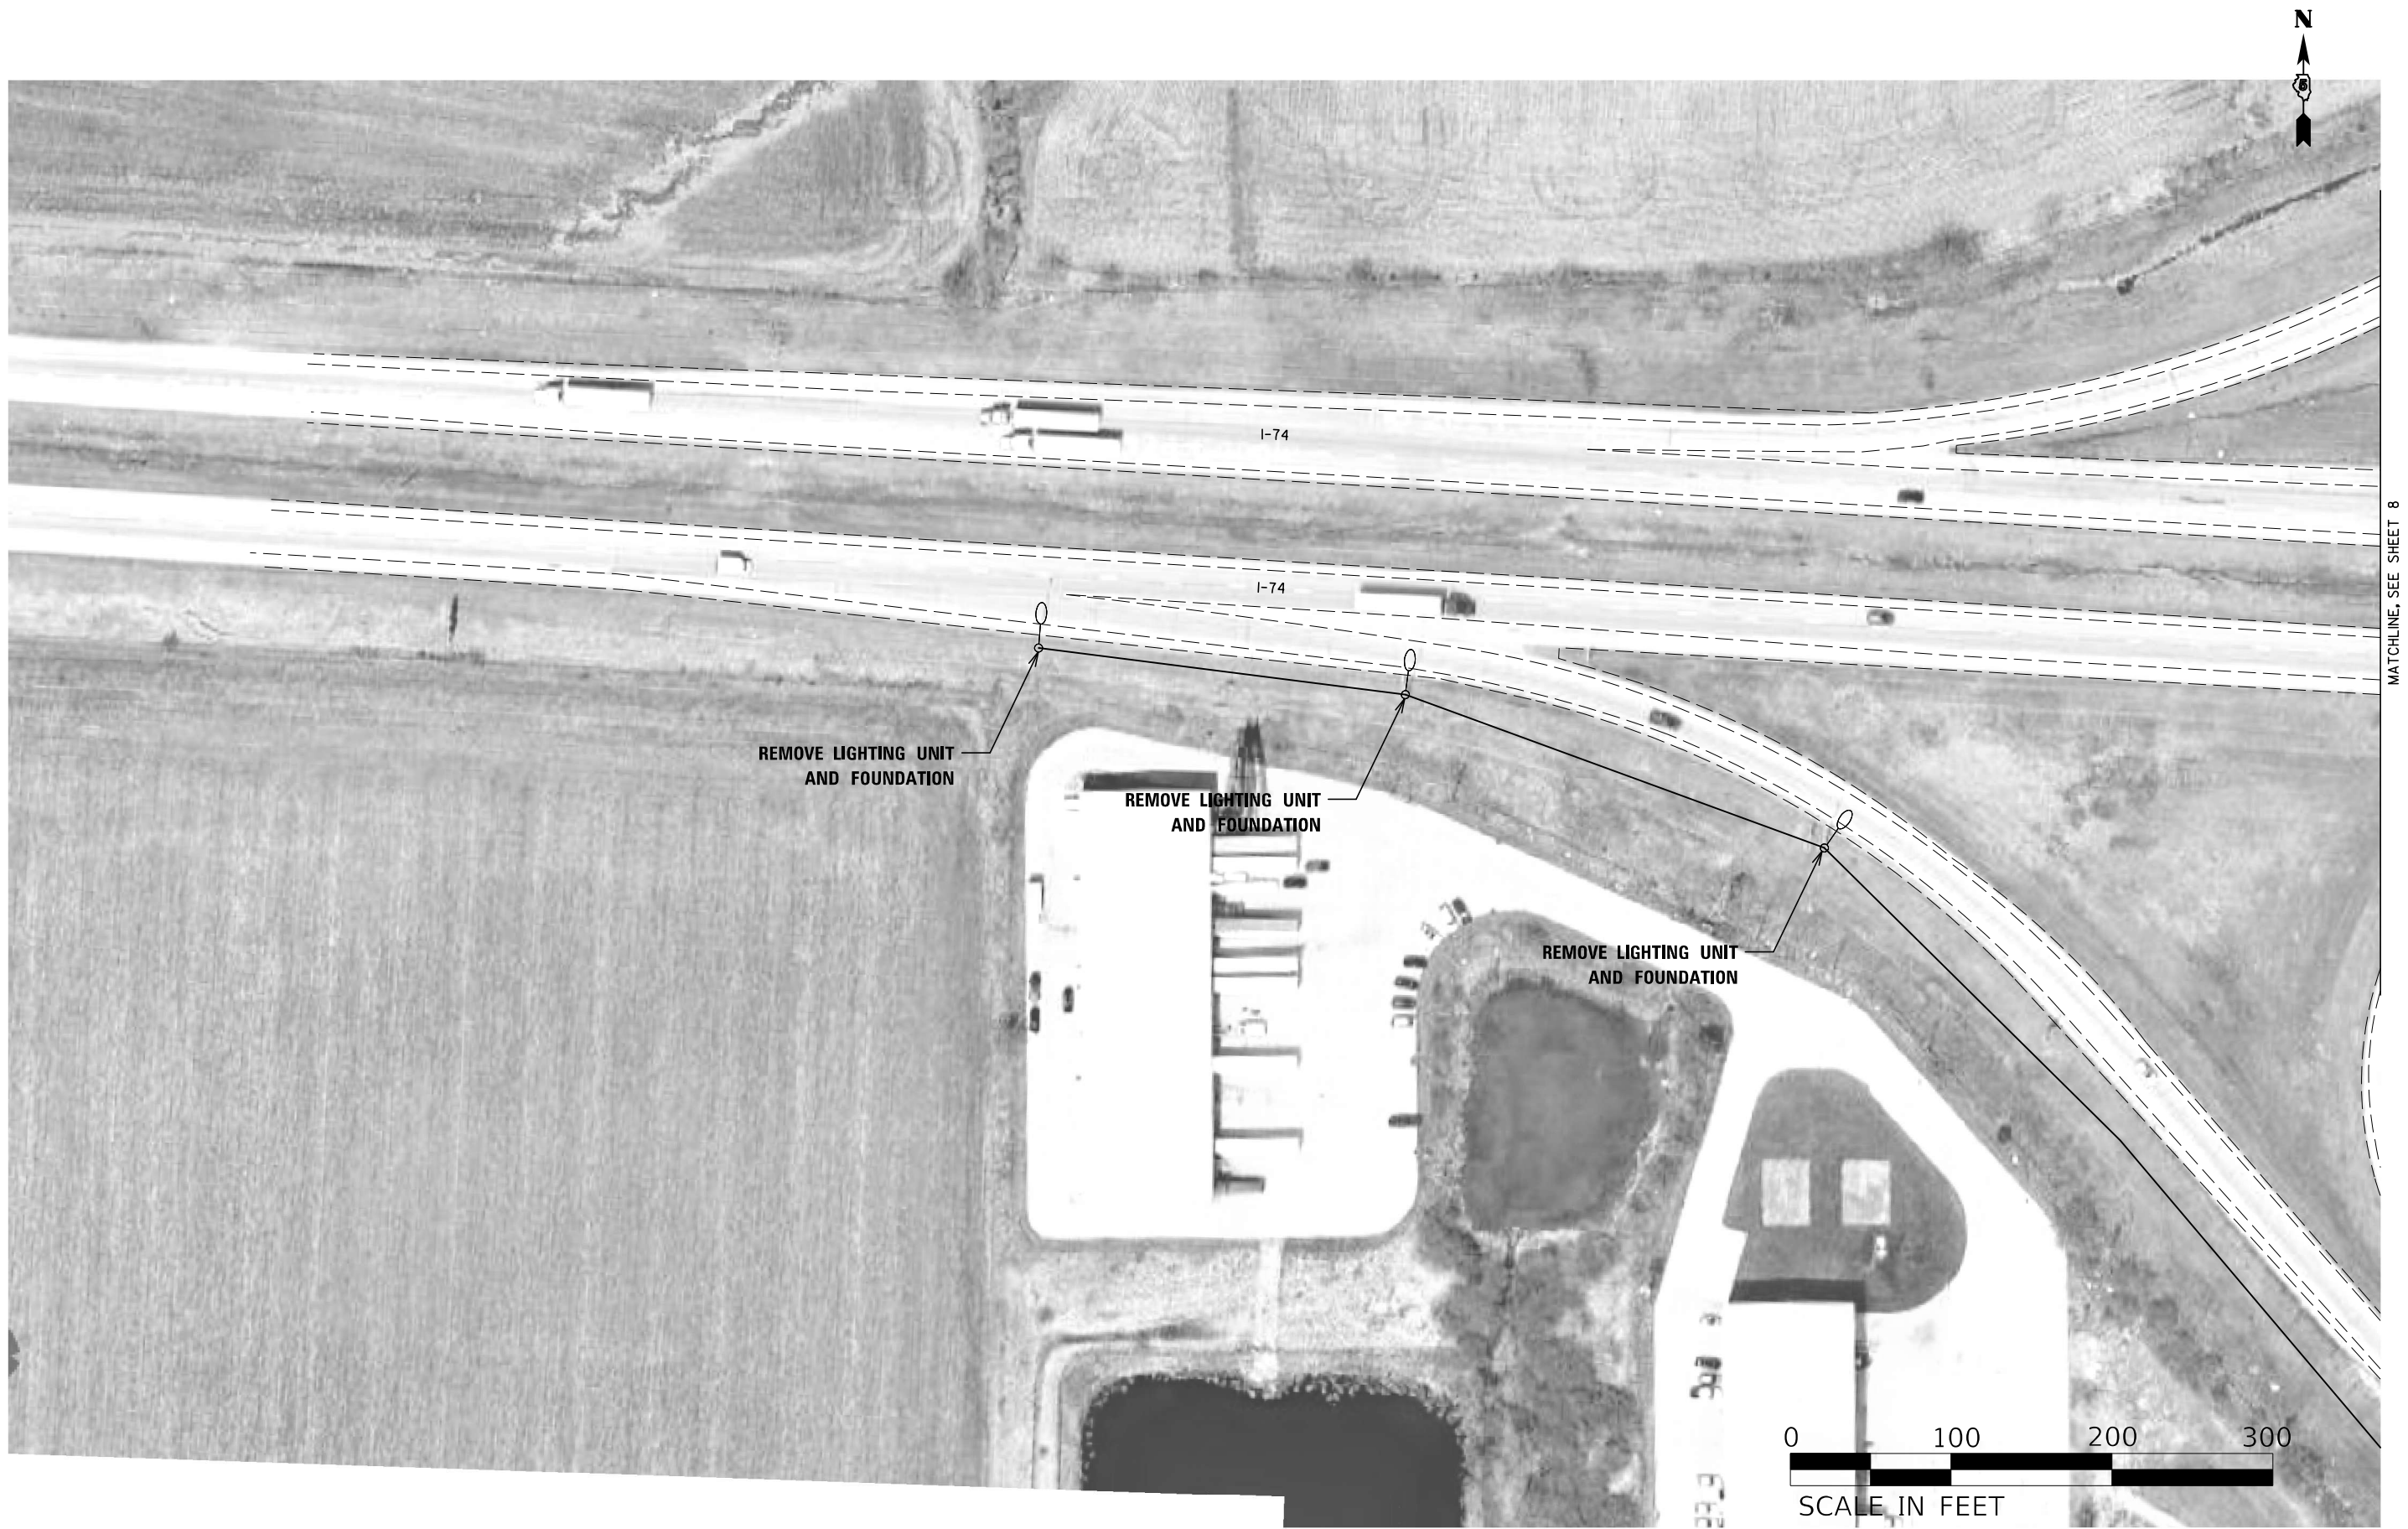 N
5
I-74
I-74
MATCHLINE, SEE SHEET 8
REMOVE LIGHTING UNIT
AND FOUNDATION
REMOVE LIGHTING UNIT
AND FOUNDATION
REMOVE LIGHTING UNIT
AND FOUNDATION
0 100 200 300
SCALE IN FEET